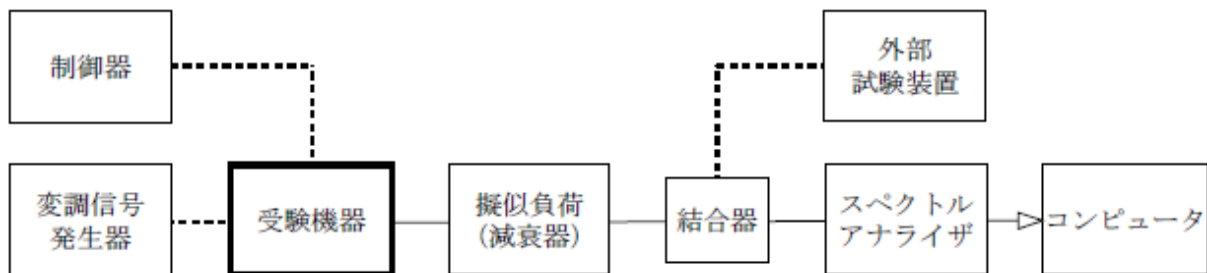 制御器
外部
試験装置
変調信号
発生器
受験機器
擬似負荷
(減衰器)
結合器
スペクトル
アナライザ
コンピュータ